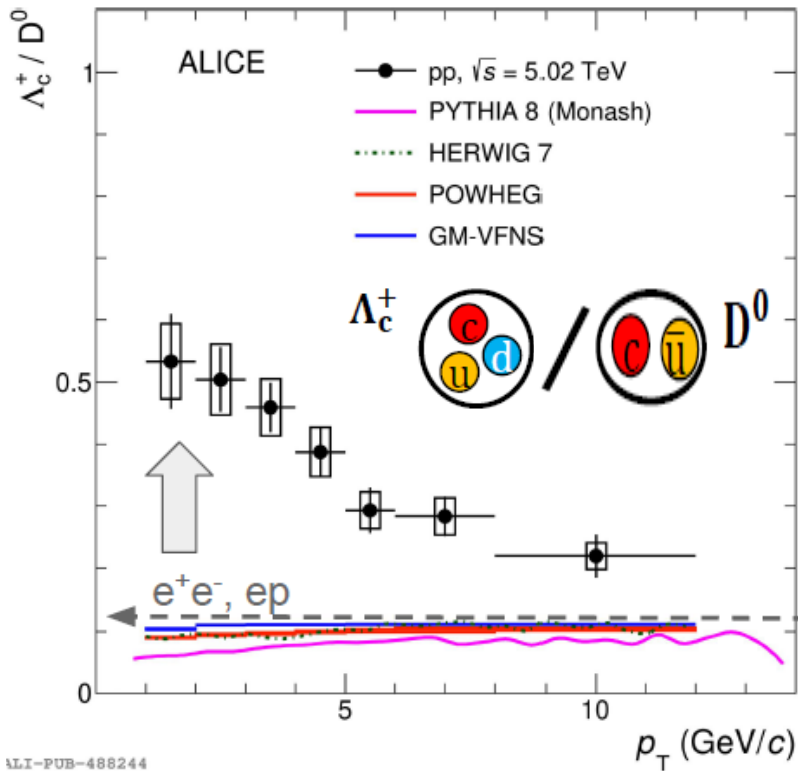 Λc+ / D0
1
0.5
0
ALICE
pp, √s = 5.02 TeV
PYTHIA 8 (Monash)
HERWIG 7
POWHEG
GM-VFNS
Λc+
c
u
d
c
ū
D⁰
e⁺e⁻, ep
5
10
pT (GeV/c)
ALI-PUB-488244